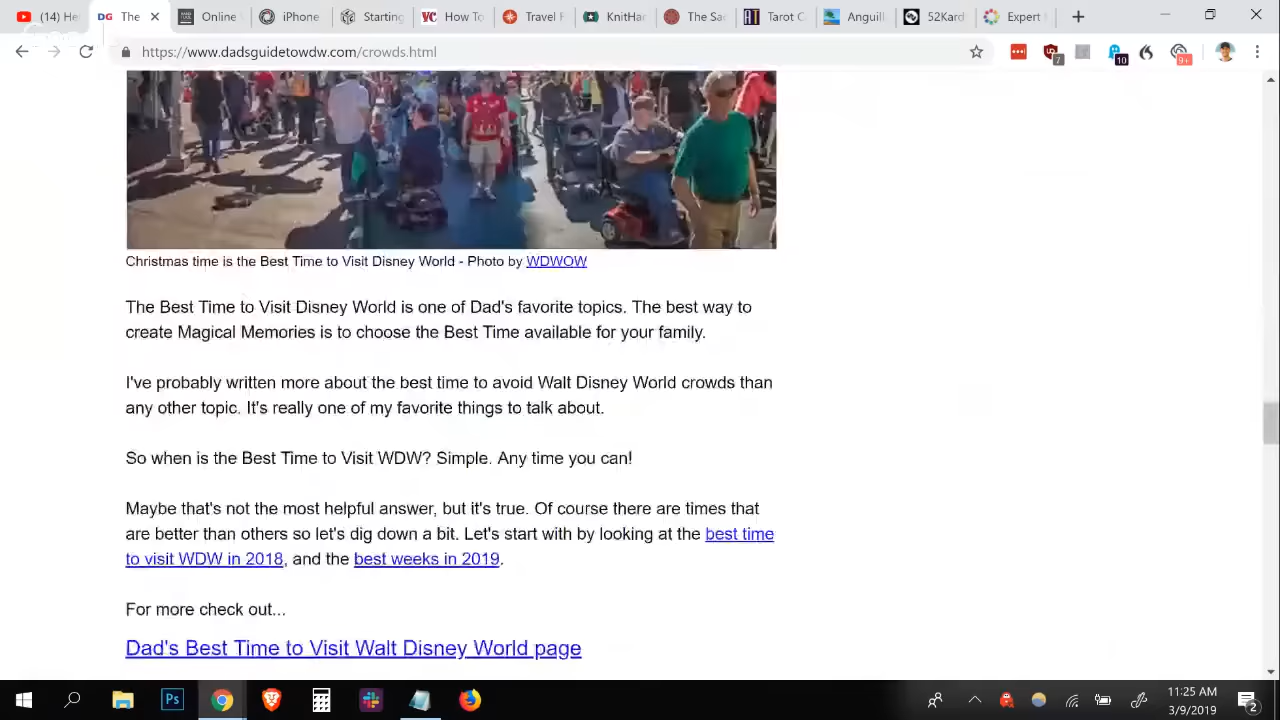 (14) He
The
Online
iPhone
Starting
How T
Travel
KnitHar
The So
Tarot C
Anguil
52Kard
Expert
https://www.dadsguidetowdw.com/crowds.html
7
10
9+
Christmas time is the Best Time to Visit Disney World - Photo by WDWOW
The Best Time to Visit Disney World is one of Dad's favorite topics. The best way to
create Magical Memories is to choose the Best Time available for your family.
I've probably written more about the best time to avoid Walt Disney World crowds than
any other topic. It's really one of my favorite things to talk about.
So when is the Best Time to Visit WDW? Simple. Any time you can!
Maybe that's not the most helpful answer, but it's true. Of course there are times that
are better than others so let's dig down a bit. Let's start with by looking at the best time
to visit WDW in 2018, and the best weeks in 2019.
For more check out...
Dad's Best Time to Visit Walt Disney World page
Ps
11:25 AM
3/9/2019
2